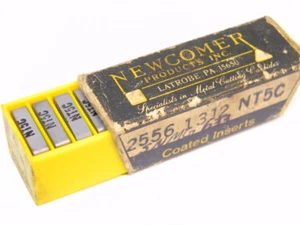 NEWCOMER
PRODUCTS INC.
LATROBE PA. 15650
Specialists in Metal Cutting Carbides
2556 1312 NT5C
Coated Inserts
NT5C
NT5C
NT5C